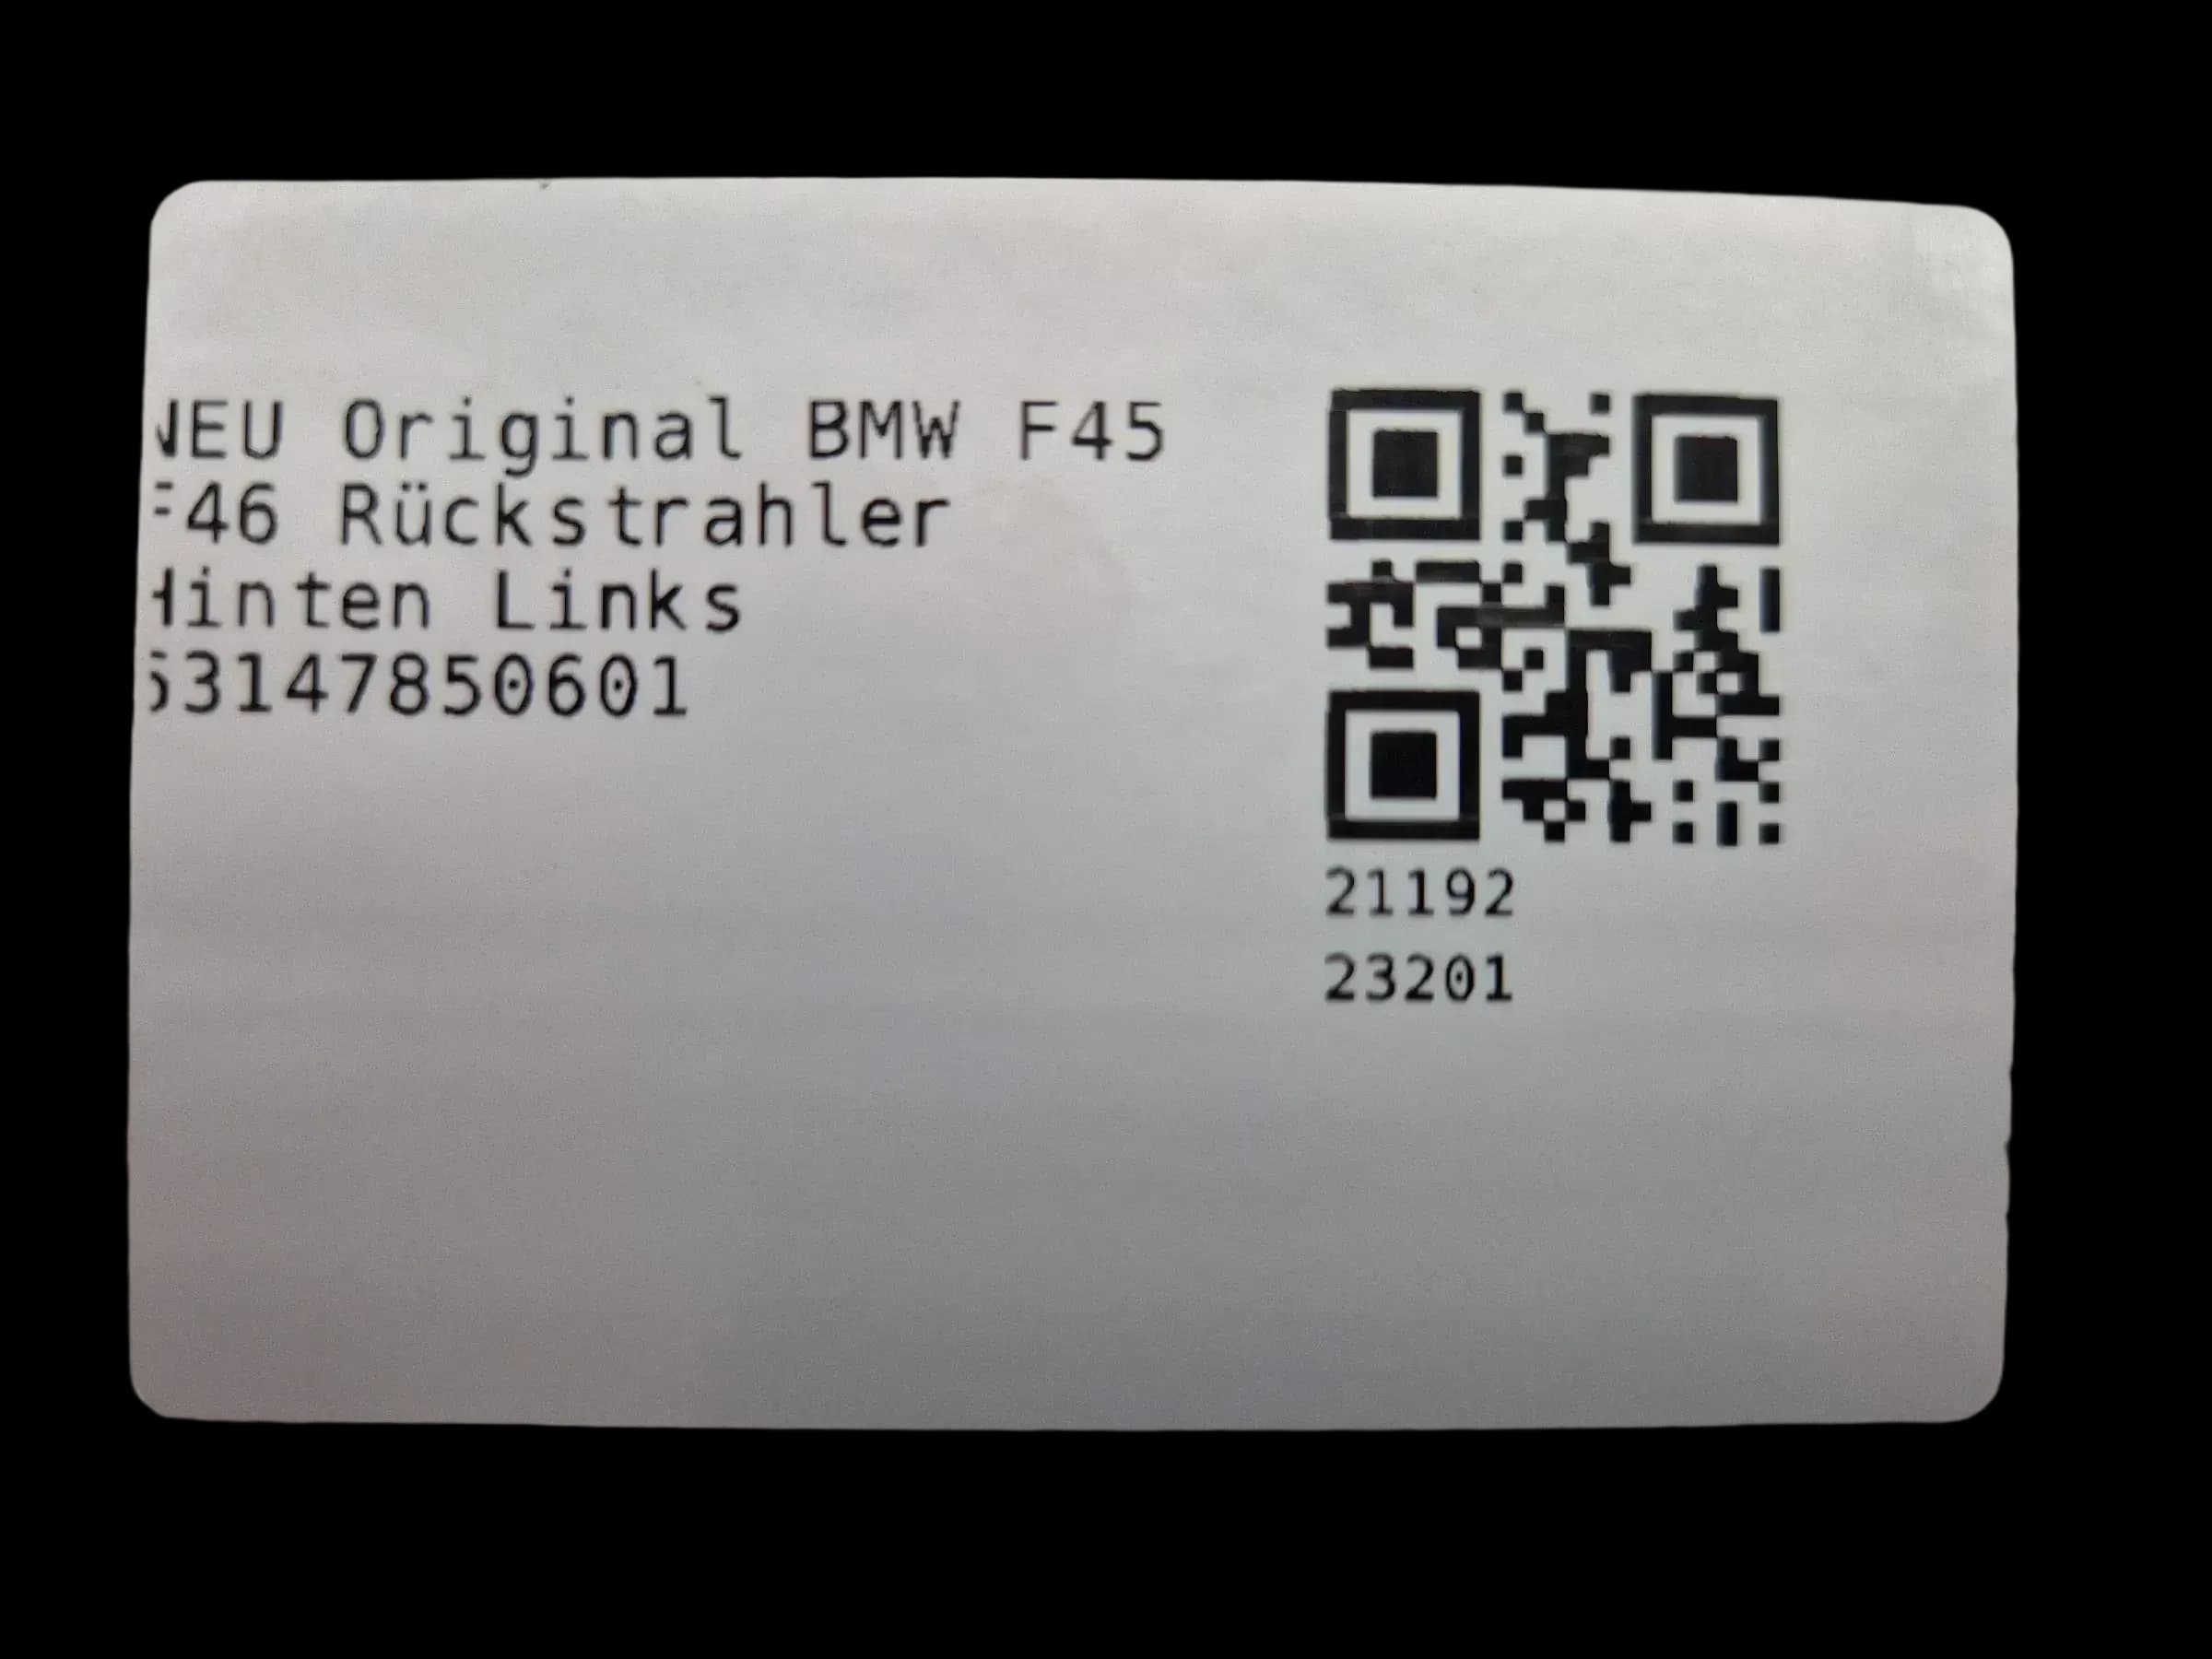 NEU Original BMW F45
F46 Rückstrahler
Hinten Links
63147850601
21192
23201